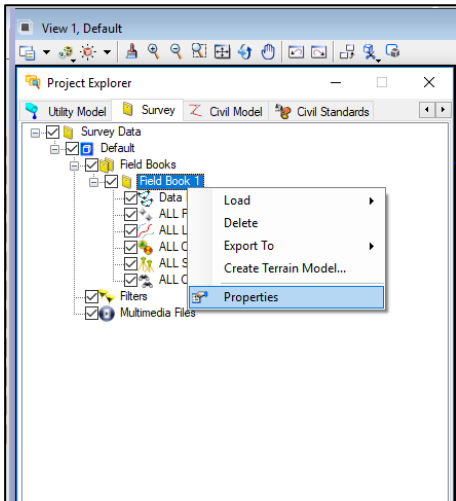 View 1, Default
Project Explorer
Utility Model Survey Civil Model Civil Standards
Survey Data
Default
Field Books
Field Book 1
Data
ALL F
ALL L
ALL C
ALL S
ALL C
Filters
Multimedia Files
Load
Delete
Export To
Create Terrain Model...
Properties